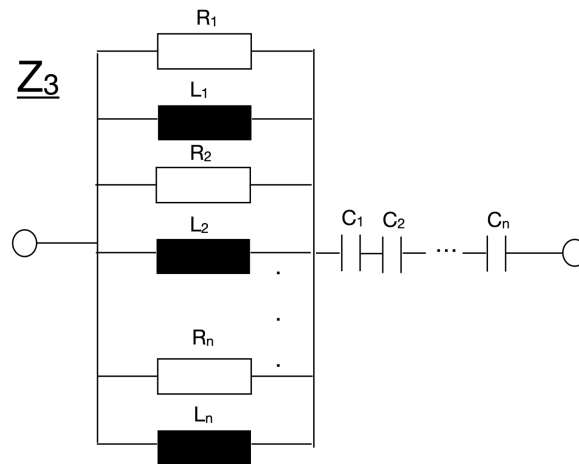 R₁
Z₃
L₁
R₂
L₂
C₁ C₂ ... Cₙ
Rₙ
Lₙ